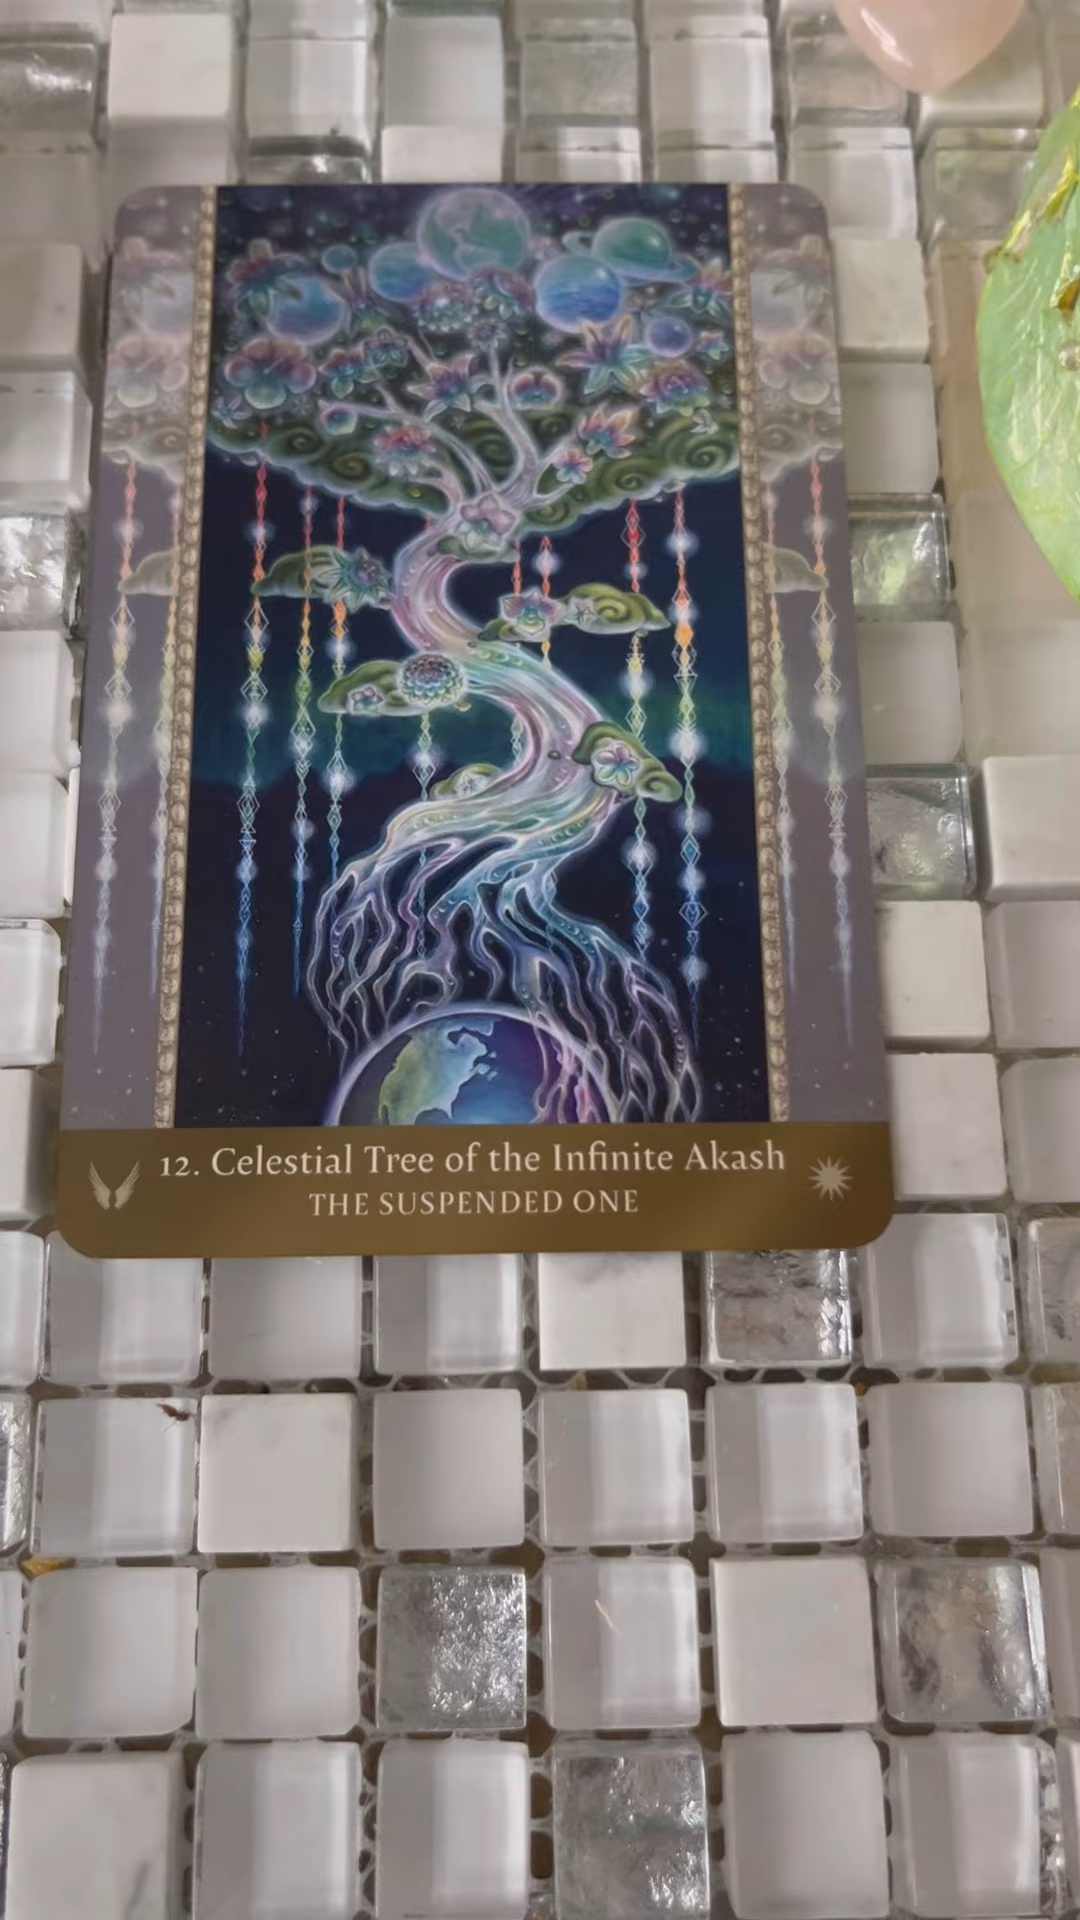 12. Celestial Tree of the Infinite Akash
THE SUSPENDED ONE